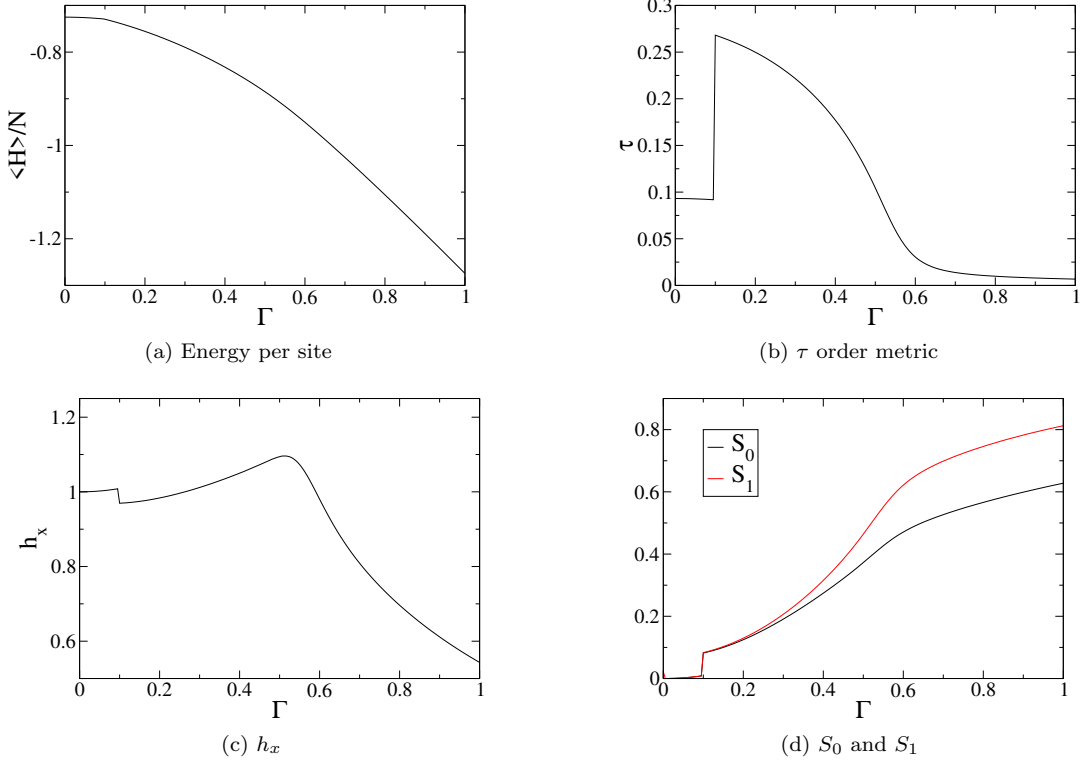 <H>/N
-0.8
-1
-1.2
0 0.2 0.4 0.6 0.8 1
Γ
(a) Energy per site
τ
0.3
0.25
0.2
0.15
0.1
0.05
0
0 0.2 0.4 0.6 0.8 1
Γ
(b) τ order metric
h_x
1.2
1
0.8
0.6
0 0.2 0.4 0.6 0.8 1
Γ
(c) h_x
0.8
0.6
0.4
0.2
0
S_0
S_1
0 0.2 0.4 0.6 0.8 1
Γ
(d) S_0 and S_1